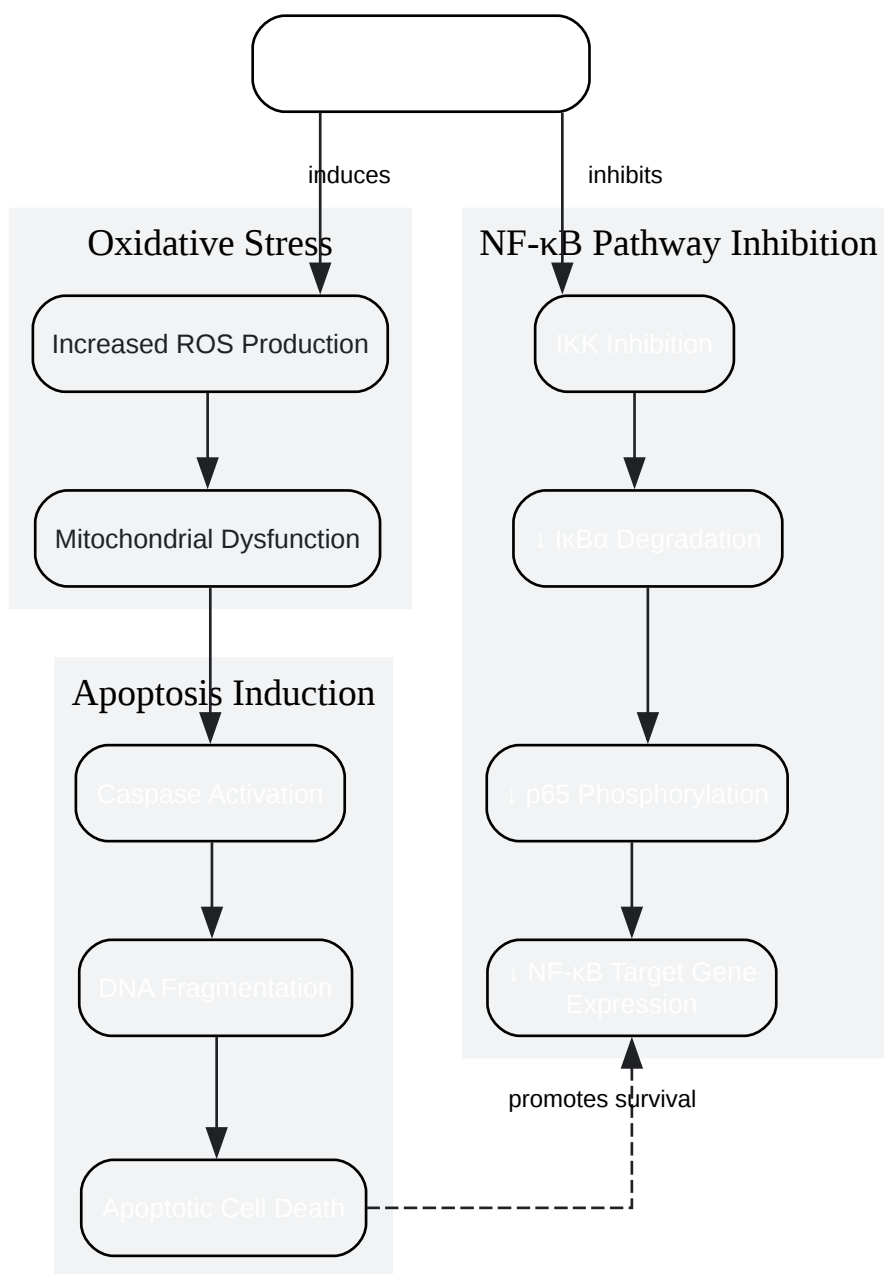 induces
inhibits
Oxidative Stress
NF-κB Pathway Inhibition
Increased ROS Production
IKK Inhibition
Mitochondrial Dysfunction
↓ IκBα Degradation
Apoptosis Induction
Caspase Activation
↓ p65 Phosphorylation
DNA Fragmentation
↓ NF-κB Target Gene
Expression
promotes survival
Apoptotic Cell Death